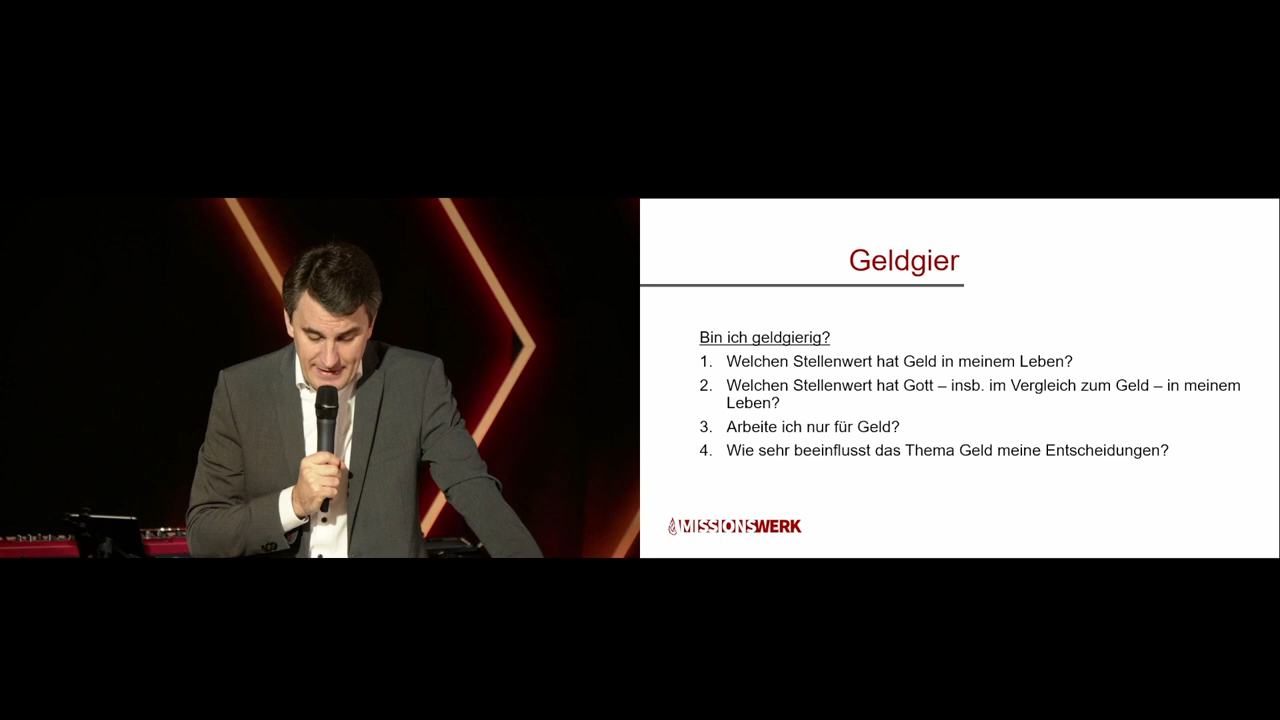 Geldgier
Bin ich geldgierig?
1. Welchen Stellenwert hat Geld in meinem Leben?
2. Welchen Stellenwert hat Gott – insb. im Vergleich zum Geld – in meinem
Leben?
3. Arbeite ich nur für Geld?
4. Wie sehr beeinflusst das Thema Geld meine Entscheidungen?
MISSIONSWERK